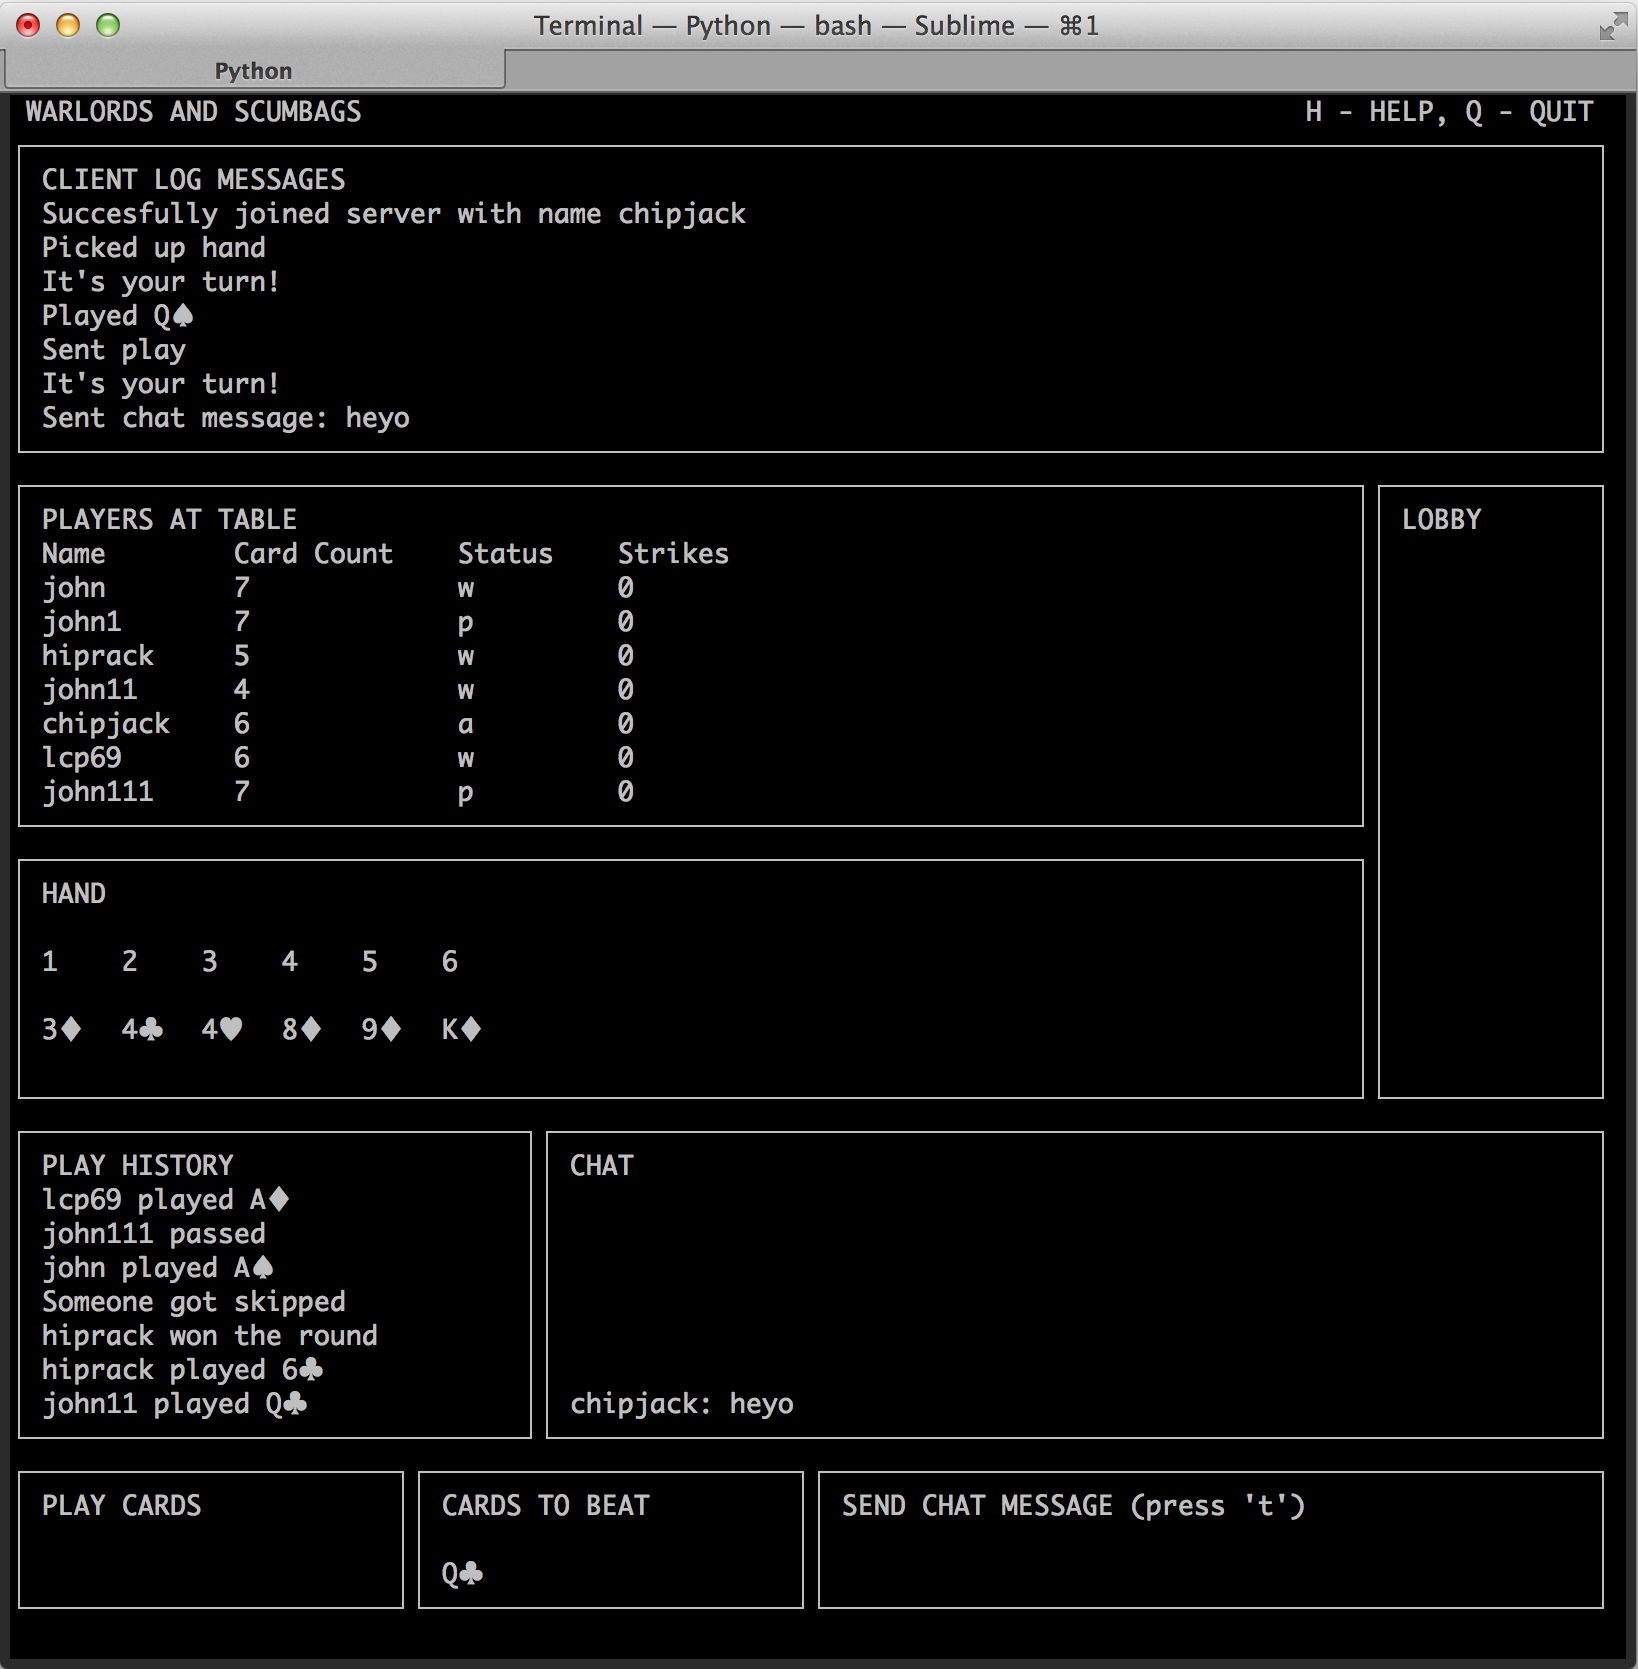 Terminal — Python — bash — Sublime — ⌘1
Python
WARLORDS AND SCUMBAGS H - HELP, Q - QUIT
CLIENT LOG MESSAGES
Succesfully joined server with name chipjack
Picked up hand
It's your turn!
Played Q♠
Sent play
It's your turn!
Sent chat message: heyo
PLAYERS AT TABLE
Name Card Count Status Strikes
john 7 w 0
john1 7 p 0
hiprack 5 w 0
john11 4 w 0
chipjack 6 a 0
lcp69 6 w 0
john111 7 p 0
LOBBY
HAND
1 2 3 4 5 6
3♦ 4♣ 4♥ 8♦ 9♦ K♦
PLAY HISTORY
lcp69 played A♦
john111 passed
john played A♠
Someone got skipped
hiprack won the round
hiprack played 6♣
john11 played Q♣
CHAT
chipjack: heyo
PLAY CARDS
CARDS TO BEAT
Q♣
SEND CHAT MESSAGE (press 't')